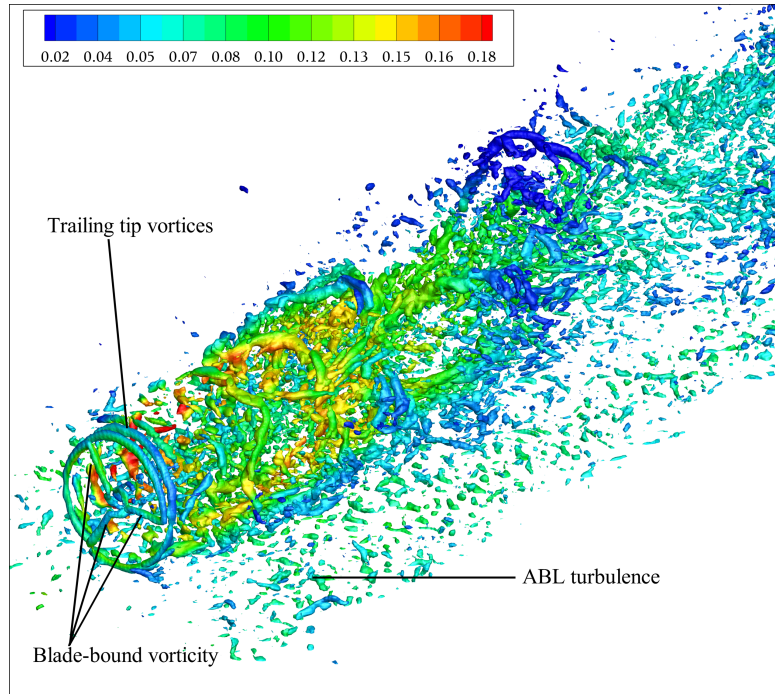 0.02 0.04 0.05 0.07 0.08 0.10 0.12 0.13 0.15 0.16 0.18
Trailing tip vortices
ABL turbulence
Blade-bound vorticity